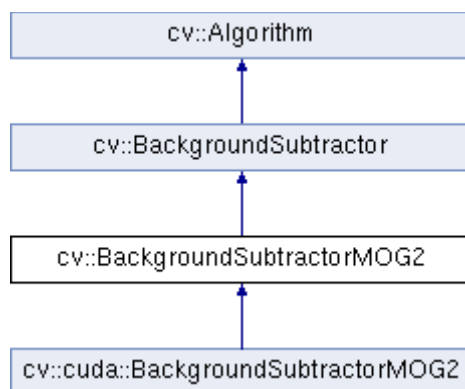 cv::Algorithm
cv::BackgroundSubtractor
cv::BackgroundSubtractorMOG2
cv::cuda::BackgroundSubtractorMOG2